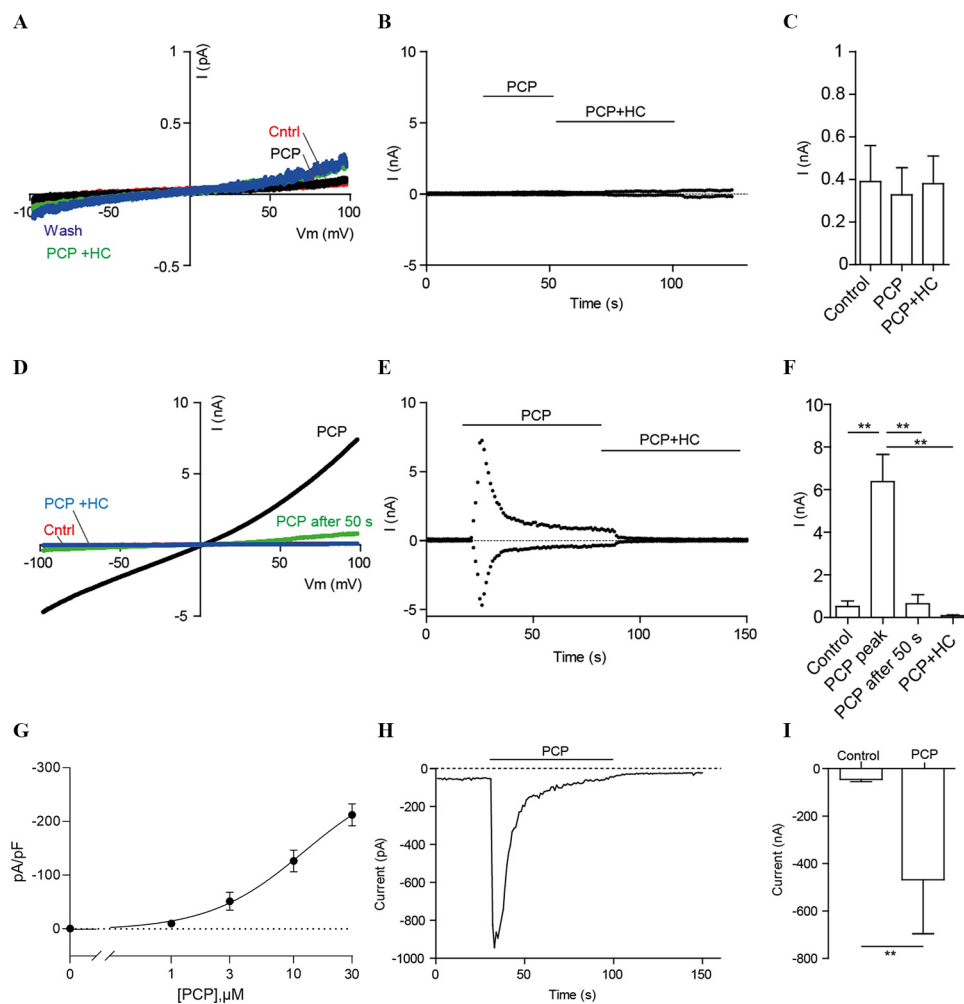 A
1
0.5
-0.5
I (pA)
Cntrl
PCP
-100
-50
50
100
Wash
Vm (mV)
PCP +HC
B
10
5
0
-5
I (nA)
PCP
PCP+HC
0
50
100
Time (s)
C
1
0.8
0.6
0.4
0.2
0
I (nA)
Control
PCP
PCP+HC
D
10
5
-5
I (nA)
PCP
PCP +HC
Cntrl
PCP after 50 s
-100
-50
50
100
Vm (mV)
E
10
5
0
-5
I (nA)
PCP
PCP+HC
0
50
100
150
Time (s)
F
10
8
6
4
2
0
I (nA)
**
**
**
Control
PCP peak
PCP after 50 s
PCP+HC
G
-300
-200
-100
0
pA/pF
0
1
3
10
30
[PCP],µM
H
PCP
0
-200
-400
-600
-800
-1000
Current (pA)
0
50
100
150
Time (s)
I
Control
PCP
0
-200
-400
-600
-800
Current (nA)
**